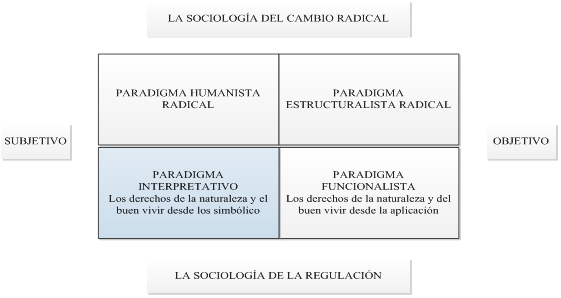 LA SOCIOLOGÍA DEL CAMBIO RADICAL
PARADIGMA HUMANISTA
RADICAL
PARADIGMA
ESTRUCTURALISTA RADICAL
SUBJETIVO
OBJETIVO
PARADIGMA
INTERPRETATIVO
Los derechos de la naturaleza y el
buen vivir desde los simbólico
PARADIGMA
FUNCIONALISTA
Los derechos de la naturaleza y del
buen vivir desde la aplicación
LA SOCIOLOGÍA DE LA REGULACIÓN